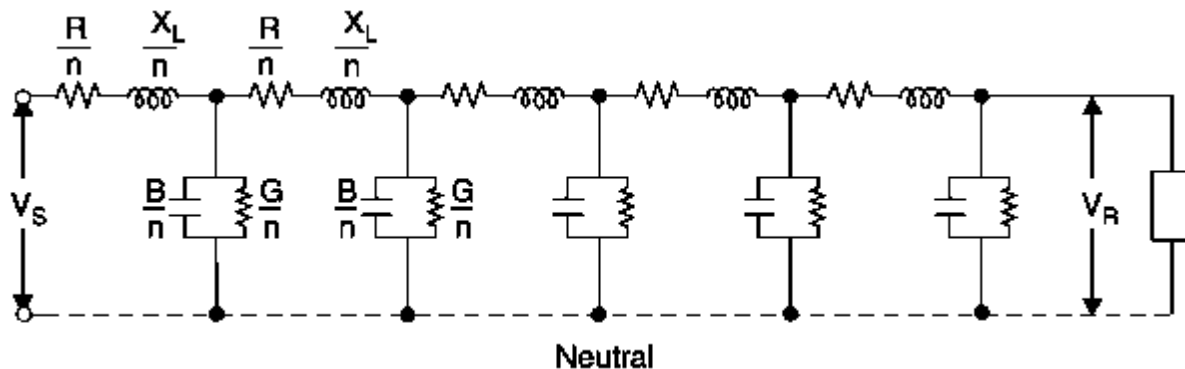 R/n X_L/n R/n X_L/n
V_S B/n G/n B/n G/n V_R
Neutral